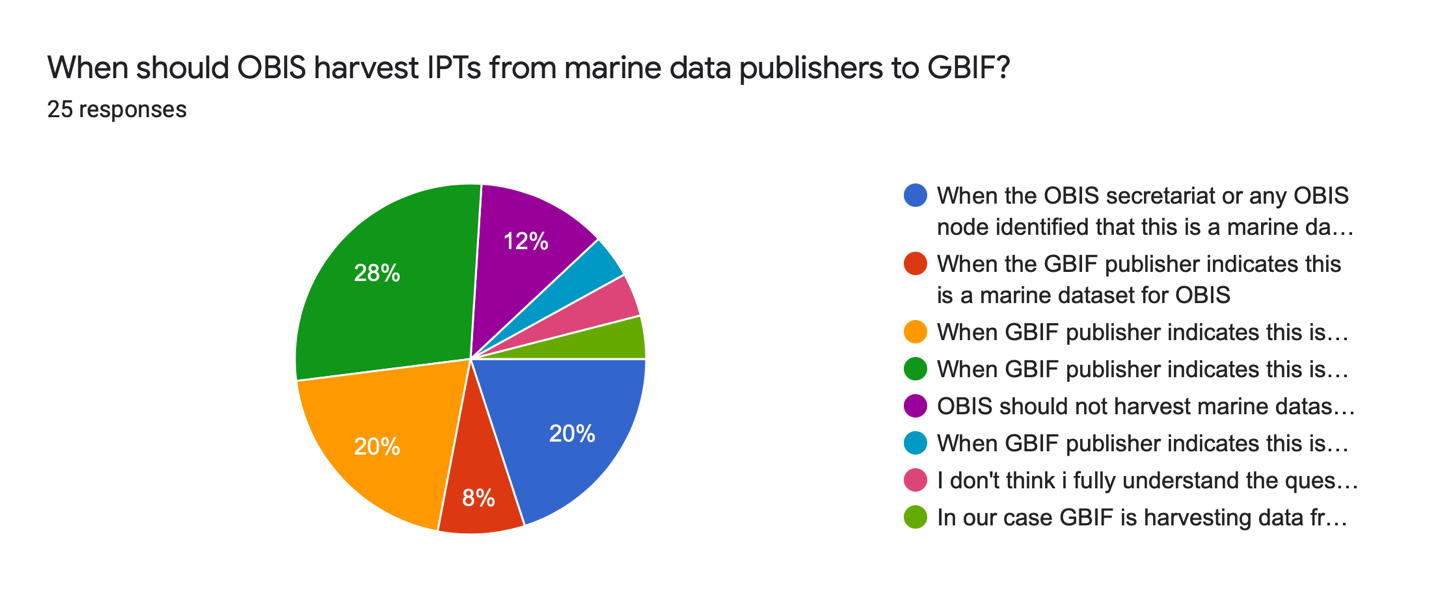 When should OBIS harvest IPTs from marine data publishers to GBIF?
25 responses
12%
28%
20%
20%
8%
When the OBIS secretariat or any OBIS
node identified that this is a marine da…
When the GBIF publisher indicates this
is a marine dataset for OBIS
When GBIF publisher indicates this is…
When GBIF publisher indicates this is…
OBIS should not harvest marine datas…
When GBIF publisher indicates this is…
I don't think i fully understand the ques…
In our case GBIF is harvesting data fr…